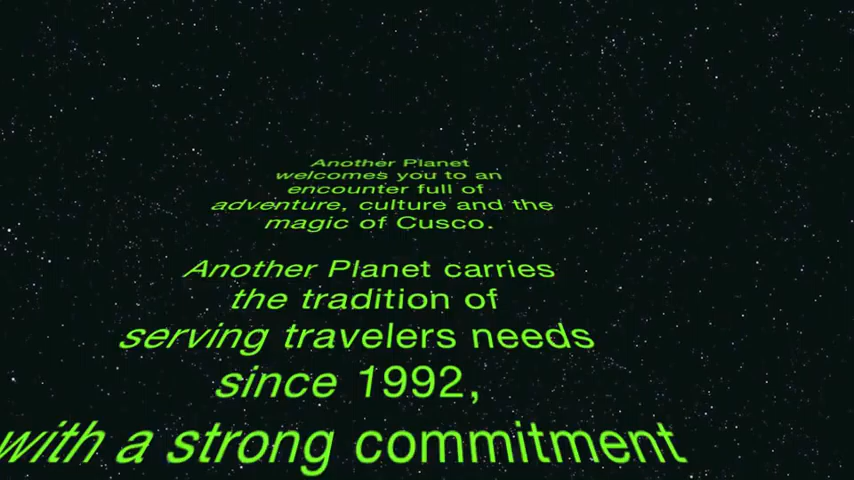 Another Planet
welcomes you to an
encounter full of
adventure, culture and the
magic of Cusco.
Another Planet carries
the tradition of
serving travelers needs
since 1992,
with a strong commitment